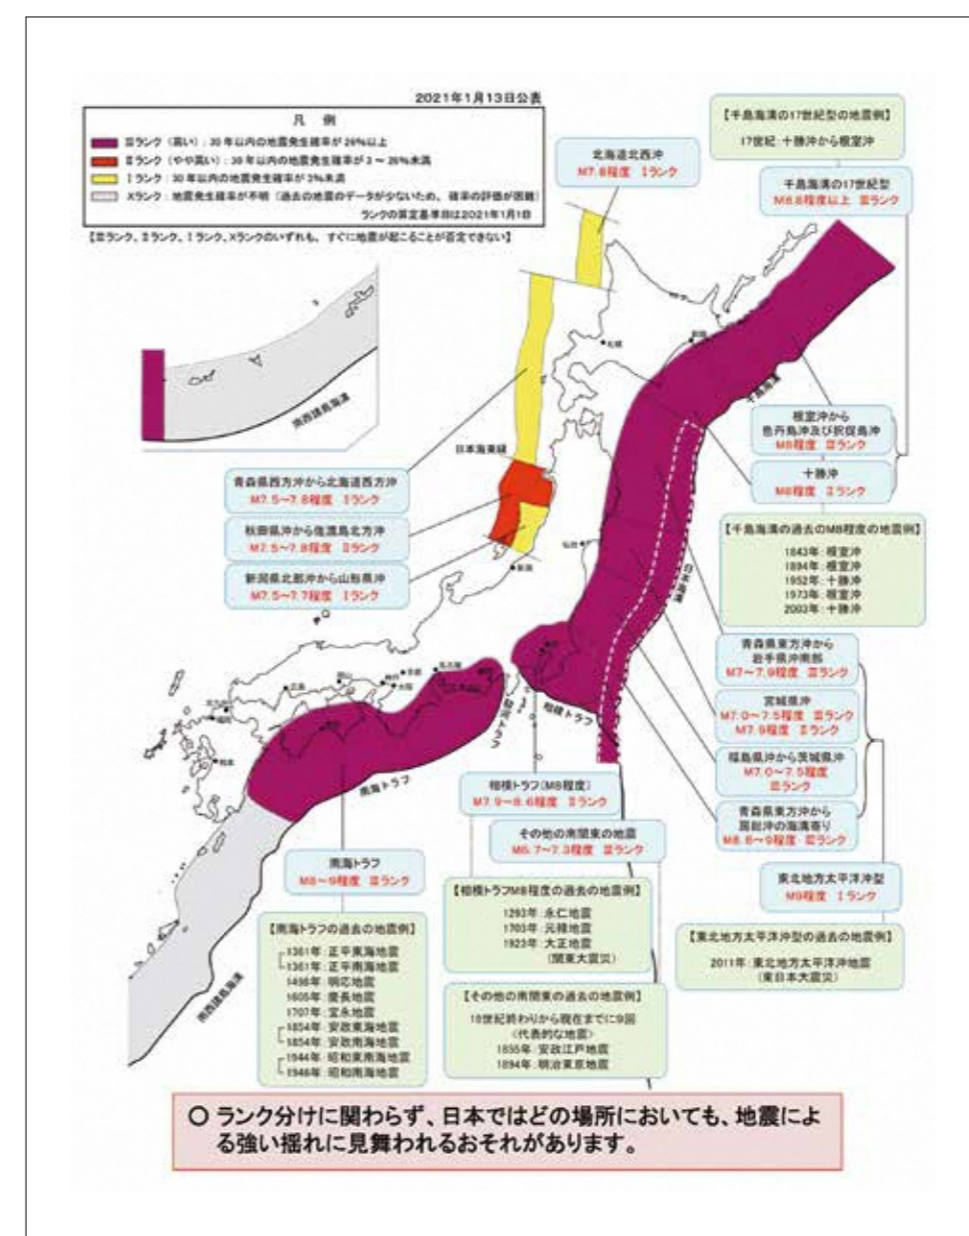 2021年1月13日公表
凡 例
Ⅲランク（高い）：30年以内の地震発生確率が26%以上
Ⅱランク（やや高い）：30年以内の地震発生確率が3～26%未満
Ⅰランク：30年以内の地震発生確率が3%未満
Xランク：地震発生確率が不明（過去の地震のデータが少ないため、確率の評価が困難）
ランクの算定基準日は2021年1月1日
【Ⅲランク、Ⅱランク、Ⅰランク、Xランクのいずれも、すぐに地震が起こることが否定できない】
北海道北西沖
M7.8程度 Ⅰランク
【千島海溝の17世紀型の地震例】
17世紀：十勝沖から根室沖
千島海溝の17世紀型
M8.8程度以上 Ⅲランク
南西諸島海溝
札幌
千島海溝
根室沖から
色丹島沖及び択捉島沖
M8程度 Ⅲランク
十勝沖
M8程度 Ⅱランク
【千島海溝の過去のM8程度の地震例】
1843年：根室沖
1894年：根室沖
1952年：十勝沖
1973年：根室沖
2003年：十勝沖
日本海東縁
青森県西方沖から北海道西方沖
M7.5～7.8程度 Ⅰランク
秋田県沖から佐渡島北方沖
M7.5～7.8程度 Ⅱランク
新潟県北部沖から山形県沖
M7.5～7.7程度 Ⅰランク
仙台
新潟
日本海溝
青森県東方沖から
岩手県沖南部
M7～7.9程度 Ⅲランク
宮城県沖
M7.0～7.5程度 Ⅲランク
M7.9程度 Ⅱランク
福島県沖から茨城県沖
M7.0～7.5程度
Ⅲランク
青森県東方沖から
房総沖の海溝寄り
M8.6～9程度 Ⅲランク
東北地方太平洋沖型
M9程度 Ⅰランク
【東北地方太平洋沖型の過去の地震例】
2011年：東北地方太平洋沖地震
（東日本大震災）
名古屋
京都
大阪
神戸
広島
福岡
熊本
駿河トラフ
相模トラフ
南海トラフ
相模トラフ(M8程度)
M7.9～8.6程度 Ⅱランク
その他の南関東の地震
M6.7～7.3程度 Ⅲランク
南海トラフ
M8～9程度 Ⅲランク
【相模トラフM8程度の過去の地震例】
1293年：永仁地震
1703年：元禄地震
1923年：大正地震
（関東大震災）
【その他の南関東の過去の地震例】
18世紀終わりから現在までに9回
<代表的な地震>
1855年：安政江戸地震
1894年：明治東京地震
【南海トラフの過去の地震例】
1361年：正平東海地震
1361年：正平南海地震
1498年：明応地震
1605年：慶長地震
1707年：宝永地震
1854年：安政東海地震
1854年：安政南海地震
1944年：昭和東南海地震
1946年：昭和南海地震
南西諸島海溝
○ ランク分けに関わらず、日本ではどの場所においても、地震によ
る強い揺れに見舞われるおそれがあります。